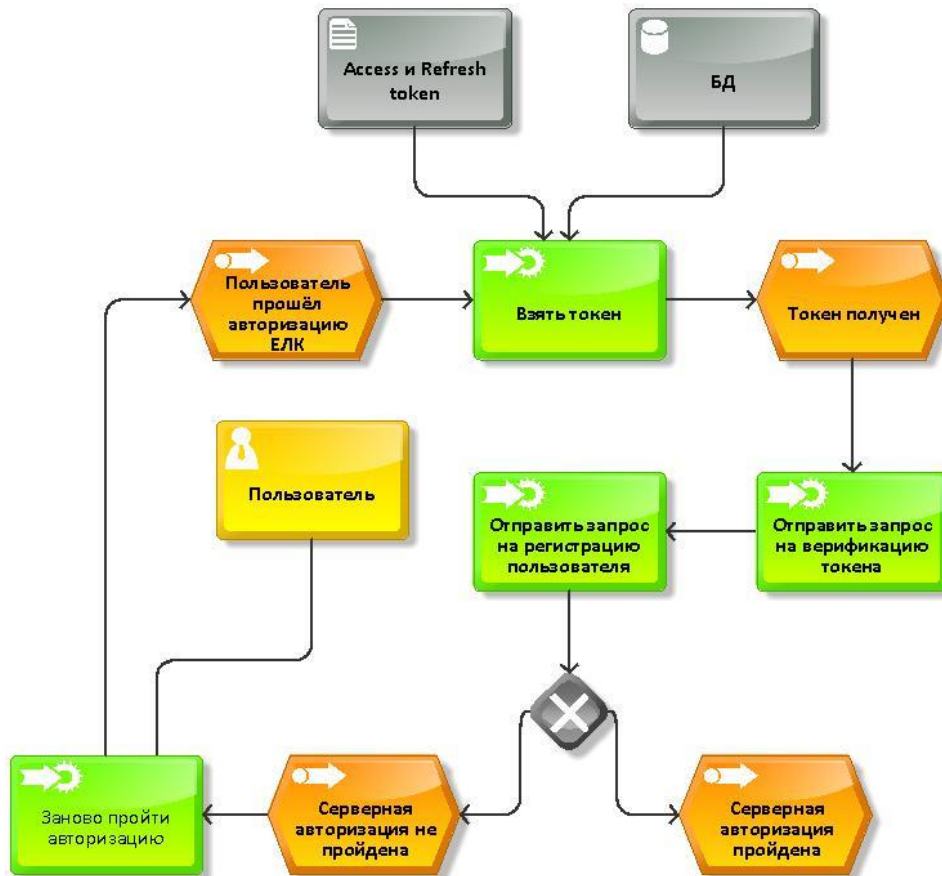 Access и Refresh
token
БД
Пользователь
прошёл
авторизацию
ЕЛК
Взять токен
Токен получен
Пользователь
Отправить запрос
на регистрацию
пользователя
Отправить запрос
на верификацию
токена
Заново пройти
авторизацию
Серверная
авторизация не
пройдена
Серверная
авторизация
пройдена